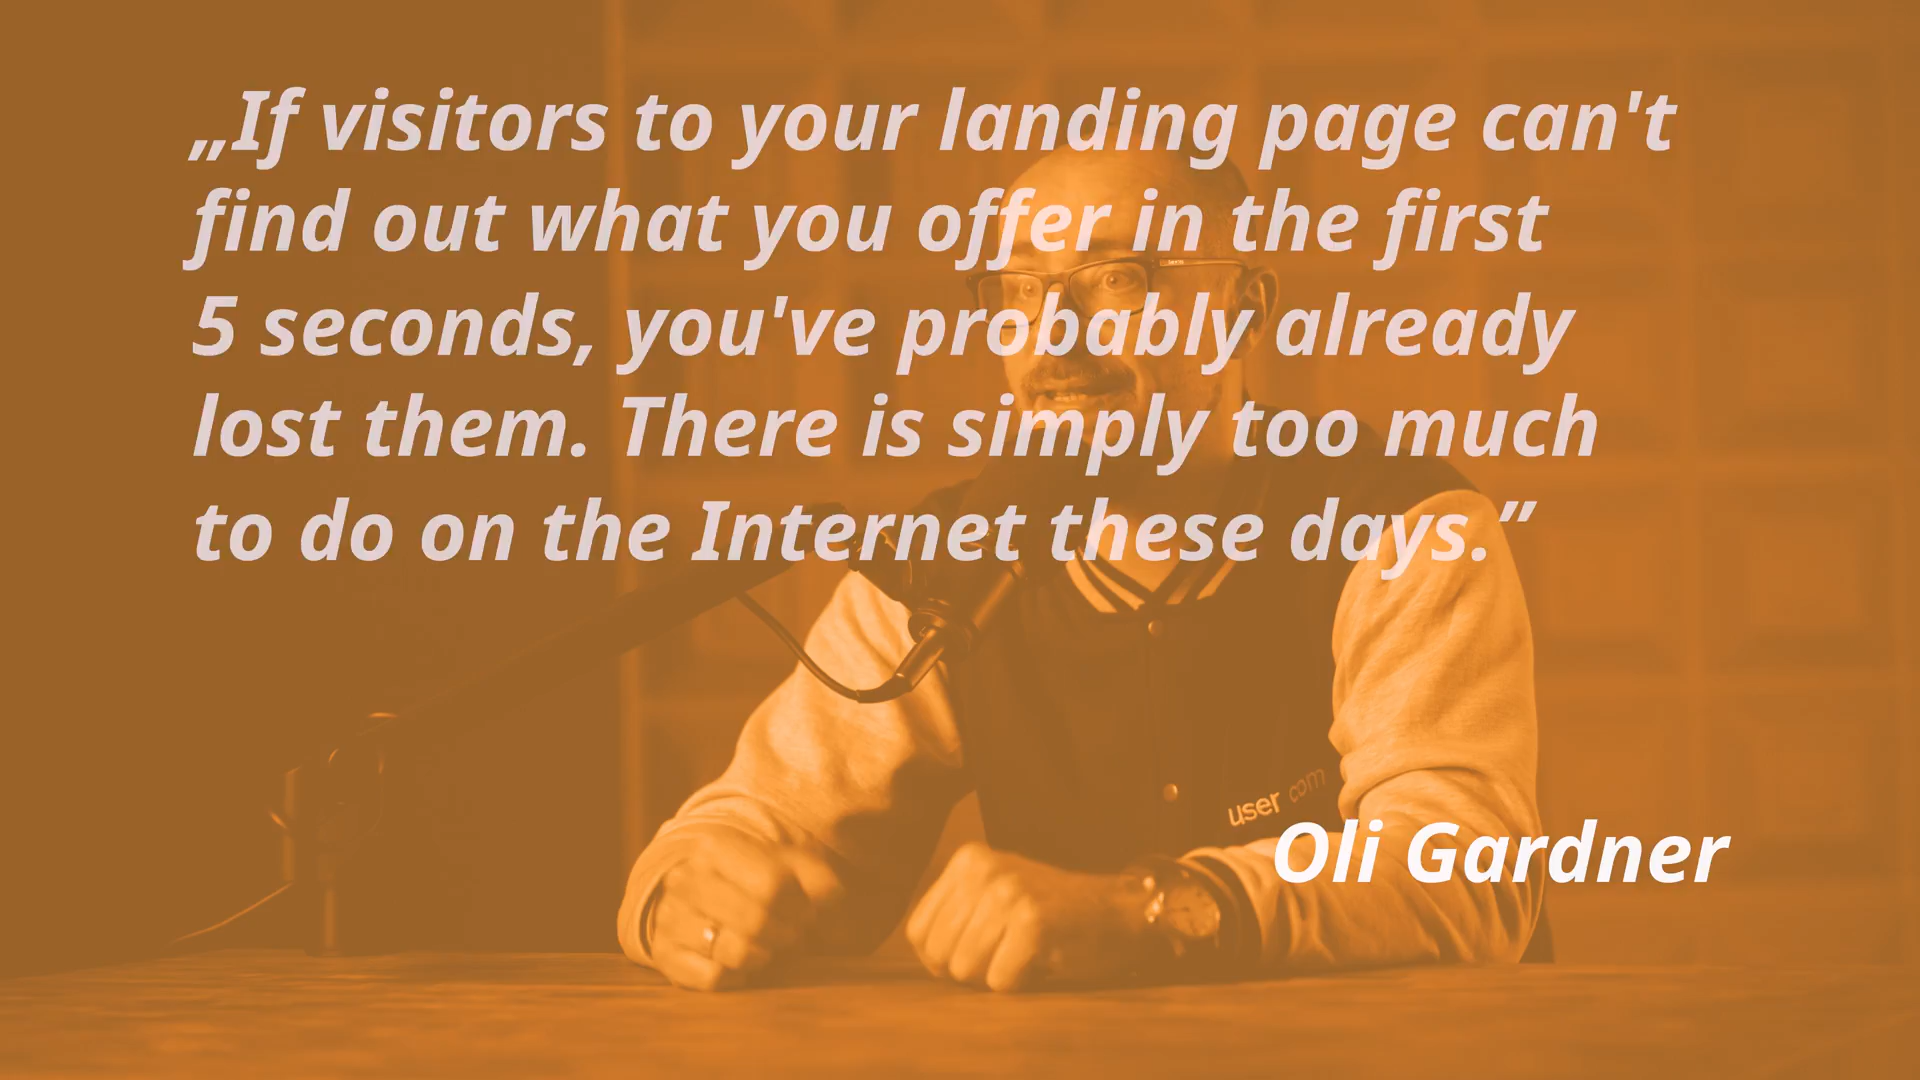 „If visitors to your landing page can't
find out what you offer in the first
5 seconds, you've probably already
lost them. There is simply too much
to do on the Internet these days.”
user com
Oli Gardner